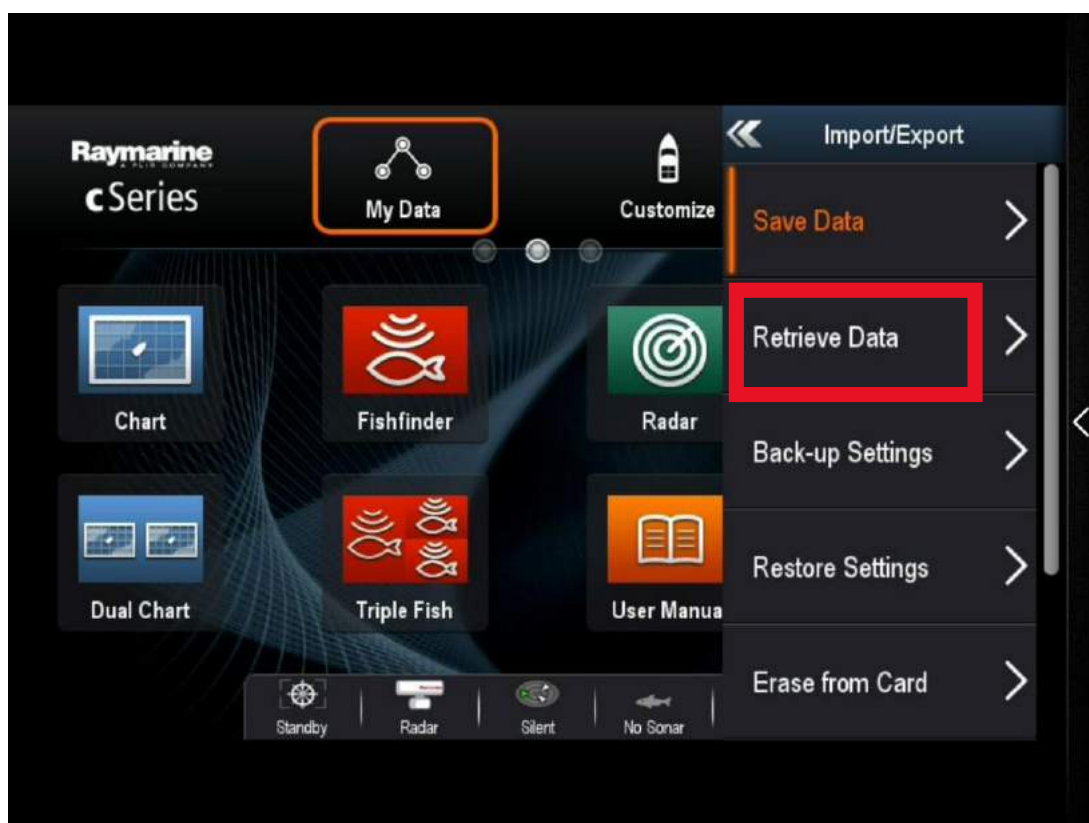 Raymarine
A FLIR COMPANY
cSeries
My Data
Customize
Import/Export
Save Data
Retrieve Data
Back-up Settings
Restore Settings
Erase from Card
Chart
Fishfinder
Radar
Dual Chart
Triple Fish
User Manua
Standby
Radar
Silent
No Sonar